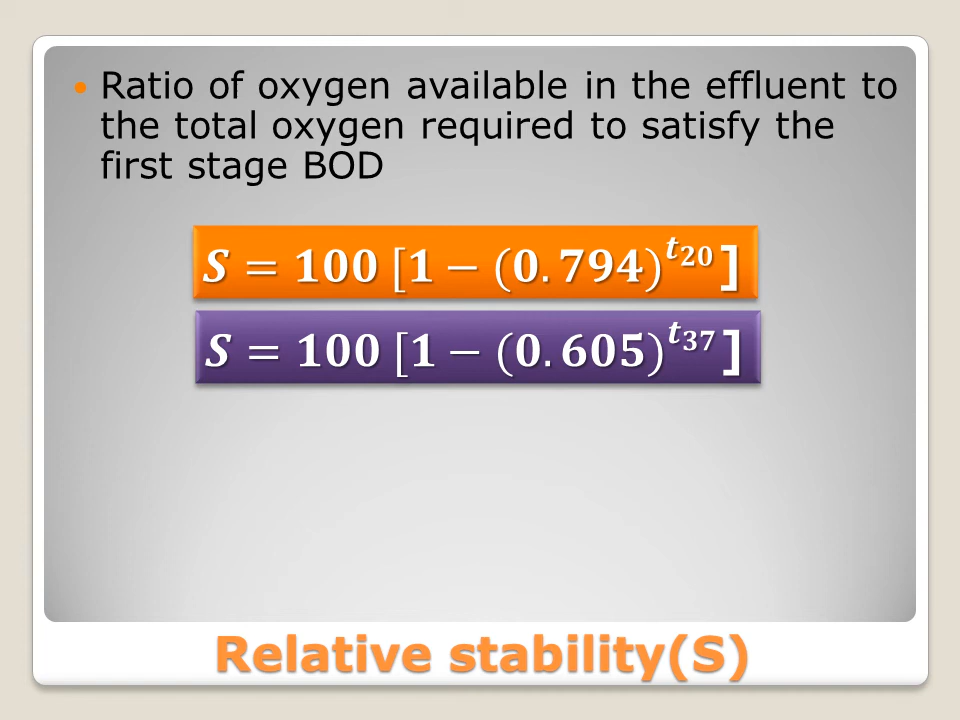 • Ratio of oxygen available in the effluent to
the total oxygen required to satisfy the
first stage BOD
𝑺 = 𝟏𝟎𝟎 [𝟏 − (𝟎.𝟕𝟗𝟒)^𝒕₂₀]
𝑺 = 𝟏𝟎𝟎 [𝟏 − (𝟎.𝟔𝟎𝟓)^𝒕₃₇]
Relative stability(S)